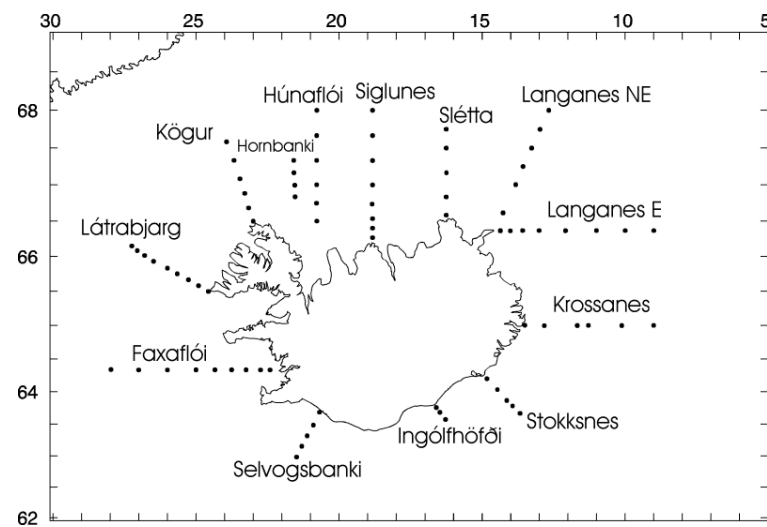 30 25 20 15 10 5
68
66
64
62
Húnaflói
Siglunes
Langanes NE
Slétta
Kögur
Hornbanki
Langanes E
Látrabjarg
Krossanes
Faxaflói
Stokksnes
Ingólfhöfði
Selvogsbanki